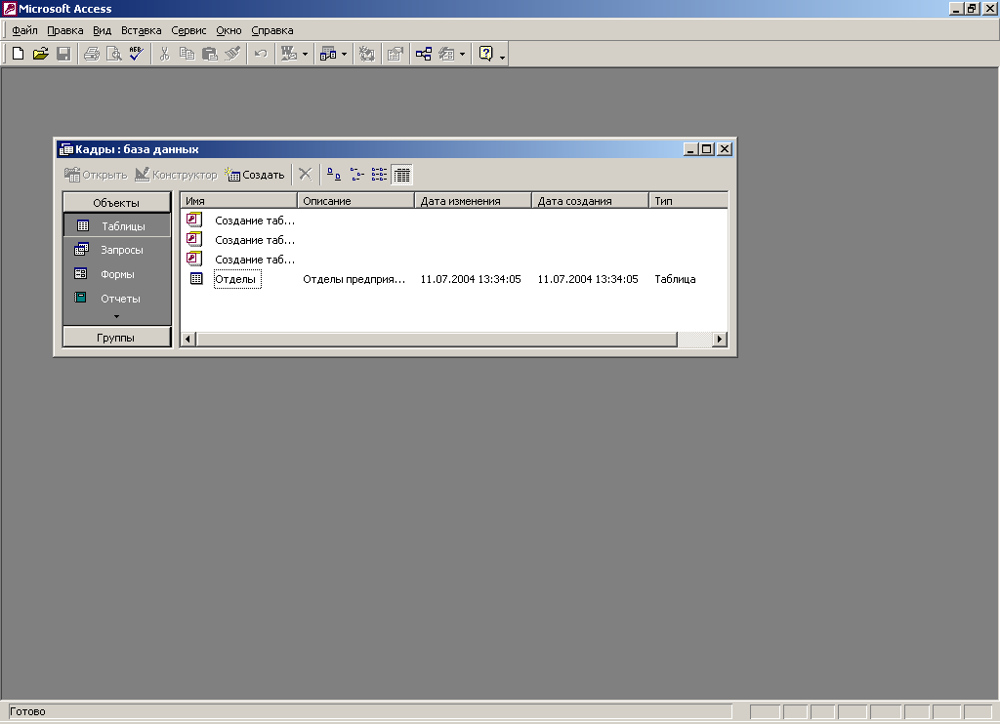 Microsoft Access
Файл Правка Вид Вставка Сервис Окно Справка
Кадры : база данных
Открыть Конструктор Создать
Объекты
Таблицы
Запросы
Формы
Отчеты
Группы
Имя Описание Дата изменения Дата создания Тип
Создание таб...
Создание таб...
Создание таб...
Отделы Отделы предприя... 11.07.2004 13:34:05 11.07.2004 13:34:05 Таблица
Готово